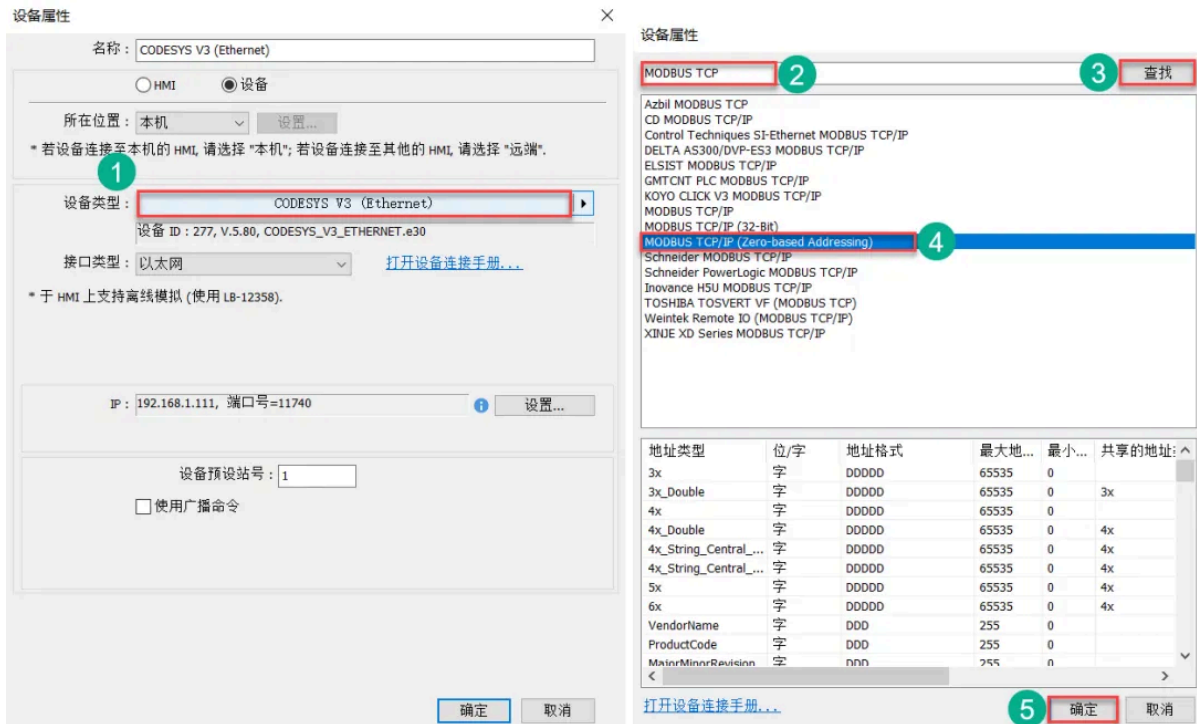 设备属性
名称 : CODESYS V3 (Ethernet)
HMI 设备
所在位置 : 本机 设置...
* 若设备连接至本机的 HMI, 请选择 "本机"; 若设备连接至其他的 HMI, 请选择 "远端".
1
设备类型 : CODESYS V3 (Ethernet)
设备 ID : 277, V.5.80, CODESYS_V3_ETHERNET.e30
接口类型 : 以太网 打开设备连接手册...
* 于 HMI 上支持离线模拟 (使用 LB-12358).
IP : 192.168.1.111, 端口号=11740 设置...
设备预设站号 : 1
使用广播命令
确定 取消
设备属性
MODBUS TCP 2 3 查找
Azbil MODBUS TCP
CD MODBUS TCP/IP
Control Techniques SI-Ethernet MODBUS TCP/IP
DELTA AS300/DVP-ES3 MODBUS TCP/IP
ELSIST MODBUS TCP/IP
GMTCNT PLC MODBUS TCP/IP
KOYO CLICK V3 MODBUS TCP/IP
MODBUS TCP/IP
MODBUS TCP/IP (32-Bit)
MODBUS TCP/IP (Zero-based Addressing) 4
Schneider MODBUS TCP/IP
Schneider PowerLogic MODBUS TCP/IP
Inovance H5U MODBUS TCP/IP
TOSHIBA TOSVERT VF (MODBUS TCP)
Weintek Remote IO (MODBUS TCP/IP)
XINJE XD Series MODBUS TCP/IP
地址类型 位/字 地址格式 最大地... 最小... 共享的地址
3x 字 DDDDD 65535 0
3x_Double 字 DDDDD 65535 0 3x
4x 字 DDDDD 65535 0
4x_Double 字 DDDDD 65535 0 4x
4x_String_Central_... 字 DDDDD 65535 0 4x
4x_String_Central_... 字 DDDDD 65535 0 4x
5x 字 DDDDD 65535 0 4x
6x 字 DDDDD 65535 0 4x
VendorName 字 DDD 255 0
ProductCode 字 DDD 255 0
MajorMinorRevision 字 DDD 255 0
打开设备连接手册... 5 确定 取消